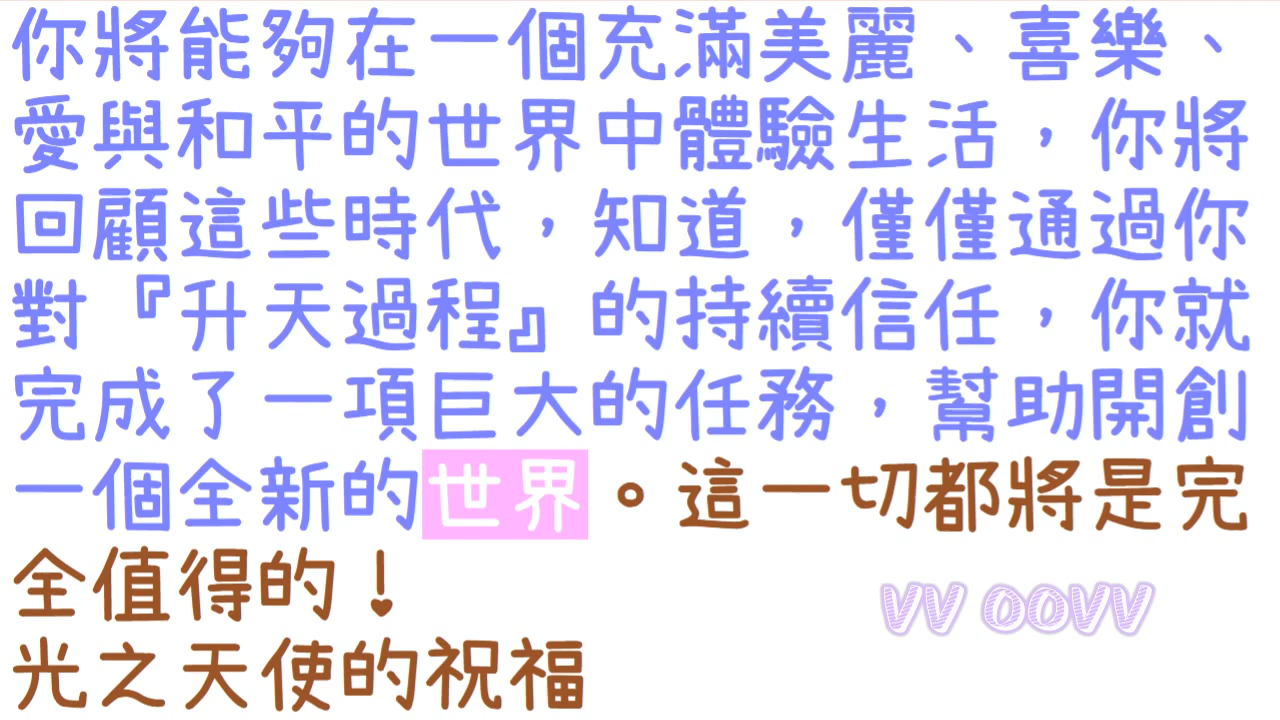 你將能夠在一個充滿美麗、喜樂、
愛與和平的世界中體驗生活，你將
回顧這些時代，知道，僅僅通過你
對『升天過程』的持續信任，你就
完成了一項巨大的任務，幫助開創
一個全新的世界。這一切都將是完
全值得的！
VV OOVV
光之天使的祝福